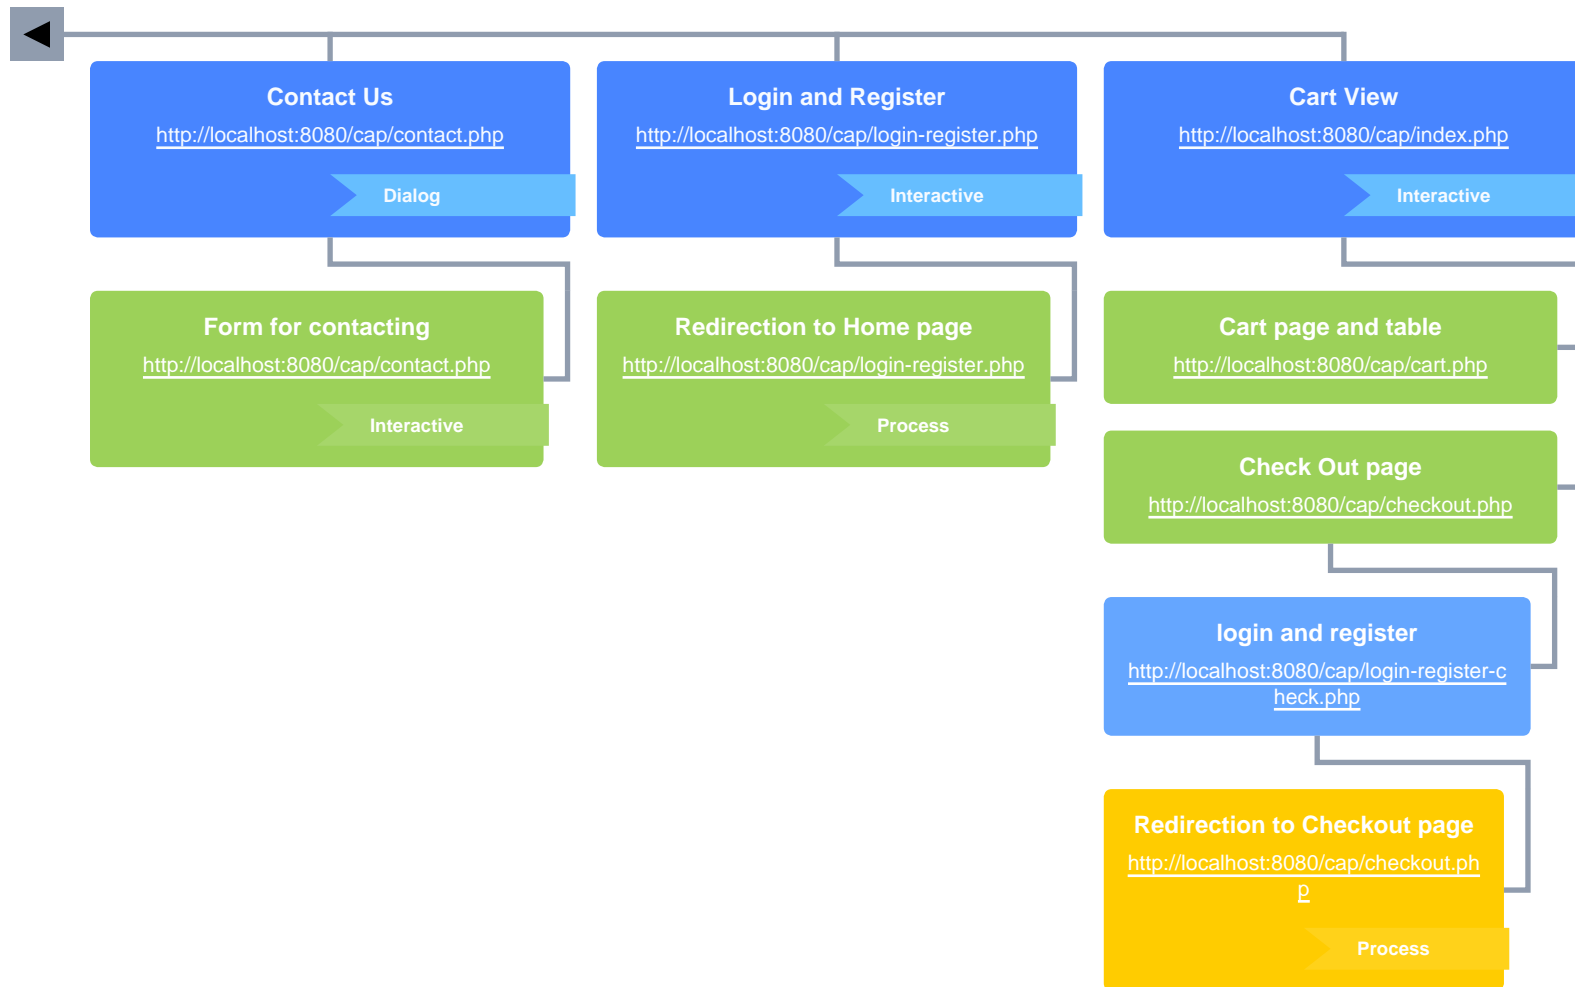 Contact Us
http://localhost:8080/cap/contact.php
Dialog
Form for contacting
http://localhost:8080/cap/contact.php
Interactive
Login and Register
http://localhost:8080/cap/login-register.php
Interactive
Redirection to Home page
http://localhost:8080/cap/login-register.php
Process
Cart View
http://localhost:8080/cap/index.php
Interactive
Cart page and table
http://localhost:8080/cap/cart.php
Check Out page
http://localhost:8080/cap/checkout.php
login and register
http://localhost:8080/cap/login-register-c
heck.php
Redirection to Checkout page
http://localhost:8080/cap/checkout.ph
p
Process